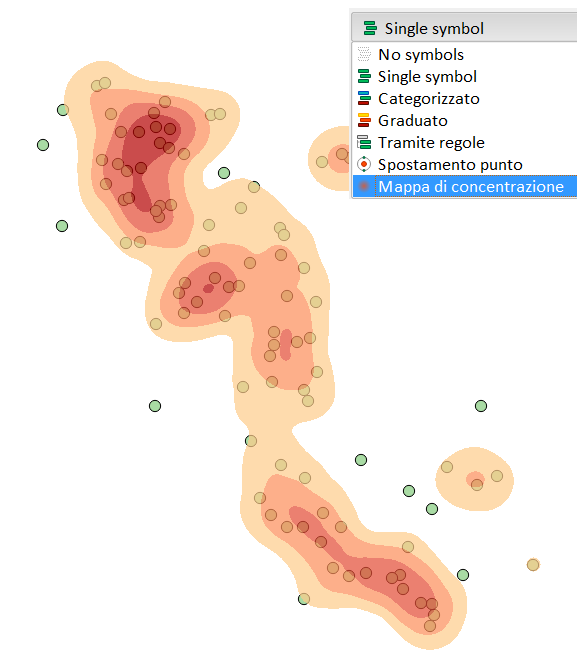 Single symbol
No symbols
Single symbol
Categorizzato
Graduato
Tramite regole
Spostamento punto
Mappa di concentrazione